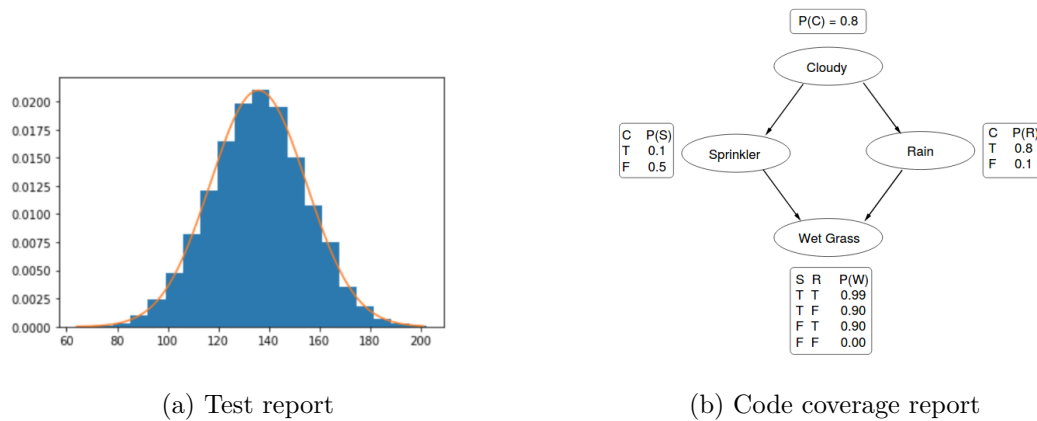 0.0200
0.0175
0.0150
0.0125
0.0100
0.0075
0.0050
0.0025
0.0000
60 80 100 120 140 160 180 200
(a) Test report
P(C) = 0.8
Cloudy
C P(S)
T 0.1
F 0.5
Sprinkler
Rain
C P(R)
T 0.8
F 0.1
Wet Grass
S R P(W)
T T 0.99
T F 0.90
F T 0.90
F F 0.00
(b) Code coverage report